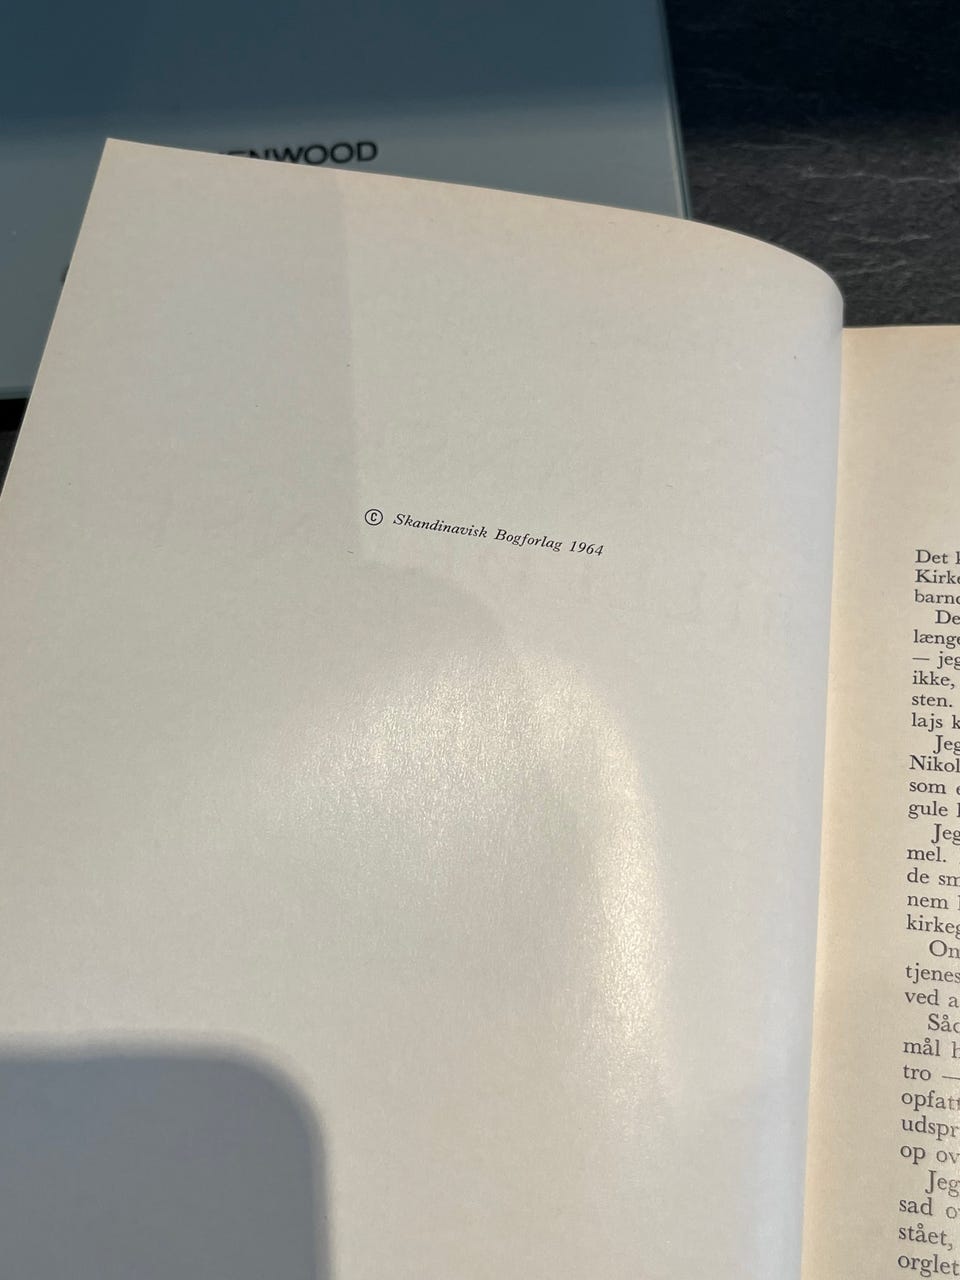 ENWOOD
© Skandinavisk Bogforlag 1964
Det
Kirke
barnd
De
længe
— jeg
ikke,
sten.
lajs
Jeg
Nikol
som
gule
Jeg
mel.
de sm
nem
kirkeg
On
tjenes
ved a
Såd
mål
tro —
opfatt
udspr
op ov
Jeg
sad
stået,
orglet